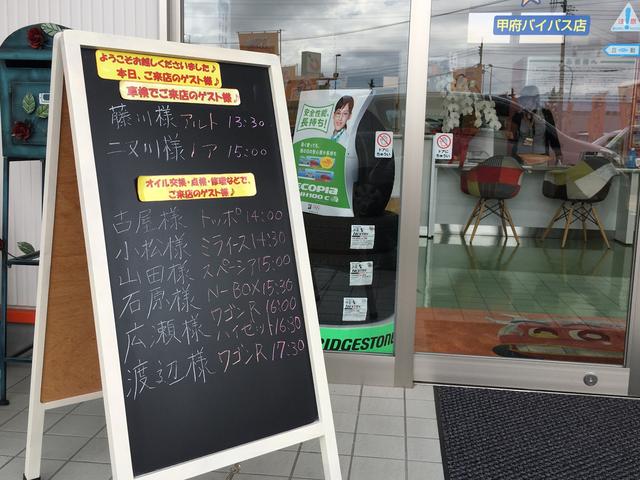 ようこそお越しくださいました♪
本日、ご来店のゲスト様♪
車検でご来店のゲスト様♪
藤川様 アルト 13:30
二ノ川様 ノア 15:00
オイル交換・点検・修理などで、
ご来店のゲスト様♪
古屋様 トッポ 14:00
小松様 ミライース 14:30
山田様 スペーシア 15:00
石原様 N-BOX 15:30
広瀬様 ワゴンR 16:00
ハイゼット 16:30
渡辺様 ワゴンR 17:30
甲府バイパス店
安全性能、
長持ち!
ECOPIA
NH100 C
BRIDGESTONE